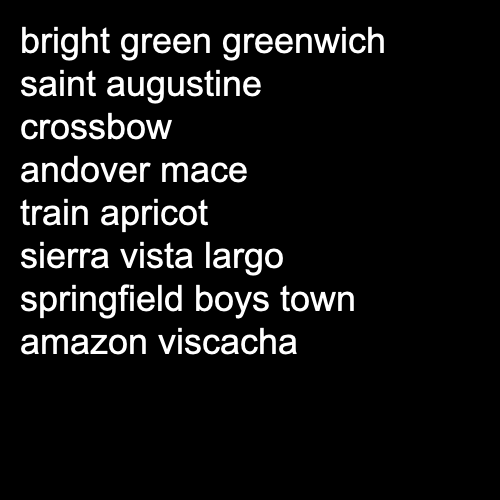 bright green greenwich
saint augustine
crossbow
andover mace
train apricot
sierra vista largo
springfield boys town
amazon viscacha